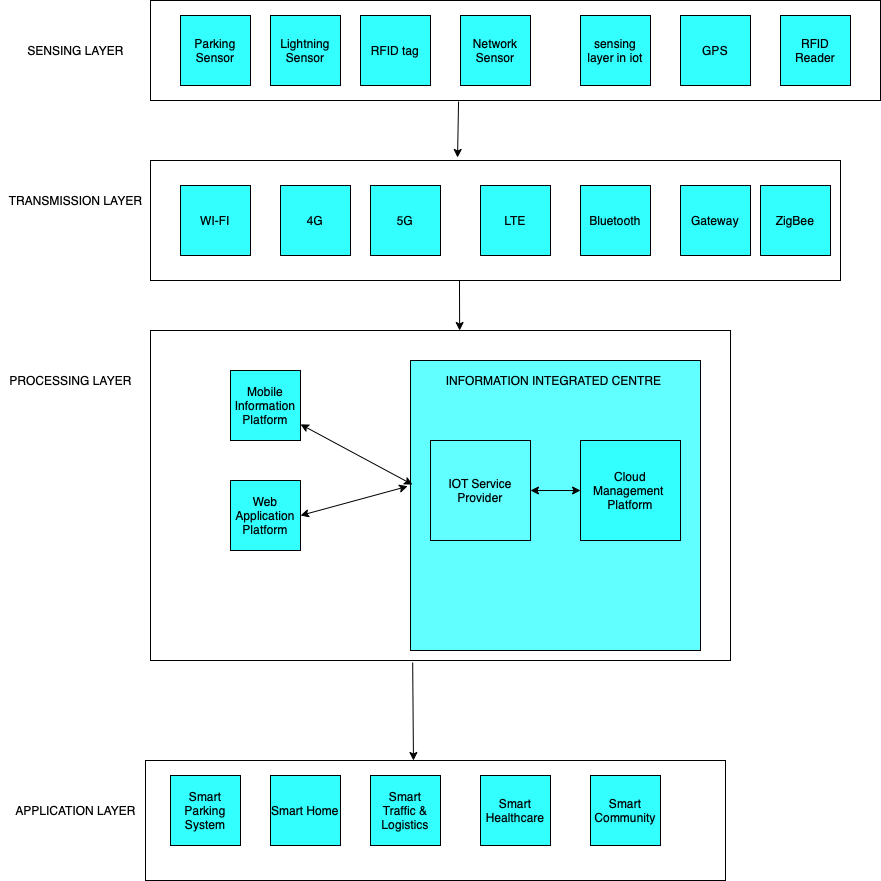 SENSING LAYER
Parking
Sensor
Lightning
Sensor
RFID tag
Network
Sensor
sensing
layer in iot
GPS
RFID
Reader
TRANSMISSION LAYER
WI-FI
4G
5G
LTE
Bluetooth
Gateway
ZigBee
PROCESSING LAYER
Mobile
Information
Platform
Web
Application
Platform
INFORMATION INTEGRATED CENTRE
IOT Service
Provider
Cloud
Management
Platform
APPLICATION LAYER
Smart
Parking
System
Smart Home
Smart
Traffic &
Logistics
Smart
Healthcare
Smart
Community